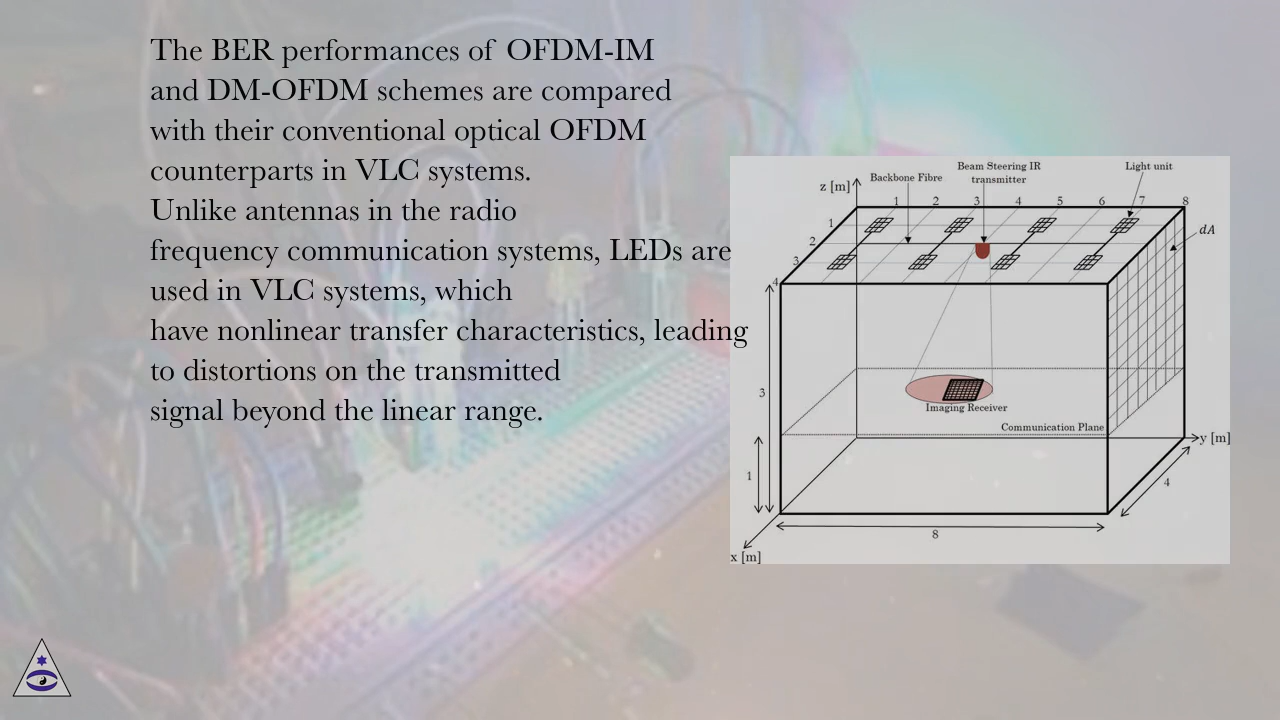 The BER performances of OFDM-IM
and DM-OFDM schemes are compared
with their conventional optical OFDM
counterparts in VLC systems.
Unlike antennas in the radio
frequency communication systems, LEDs are
used in VLC systems, which
have nonlinear transfer characteristics, leading
to distortions on the transmitted
signal beyond the linear range.
Beam Steering IR
transmitter
Light unit
Backbone Fibre
z [m]
1 2 3 4 5 6 7 8
1
2
3
4
dA
3
Imaging Receiver
Communication Plane
y [m]
1
4
8
x [m]